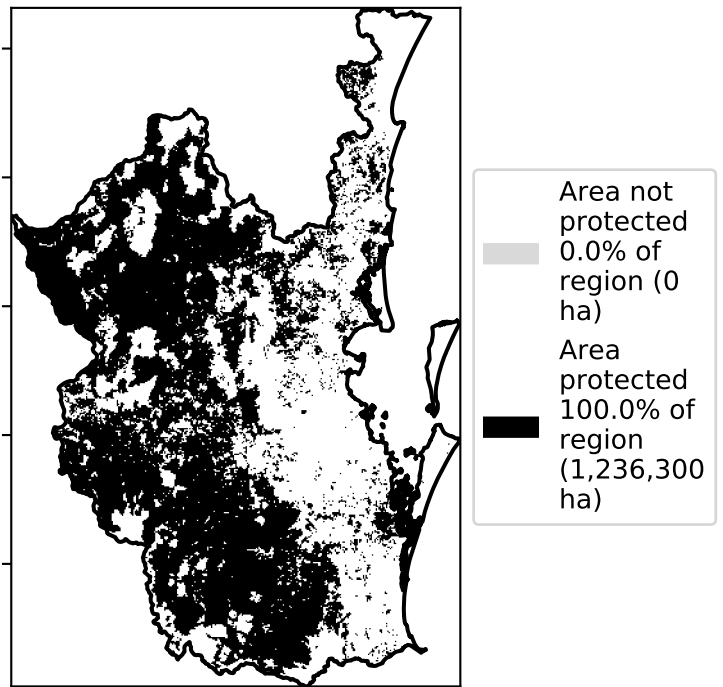 Area not
protected
0.0% of
region (0
ha)
Area
protected
100.0% of
region
(1,236,300
ha)